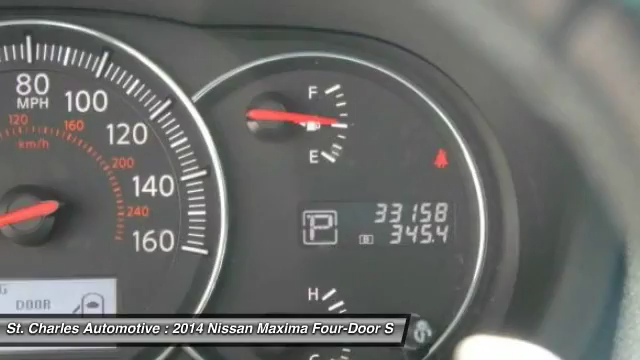 80
MPH
100
120
140
160
120
160
km/h
200
240
F
E
33158
P
B 345.4
H
DOOR
St. Charles Automotive : 2014 Nissan Maxima Four-Door S